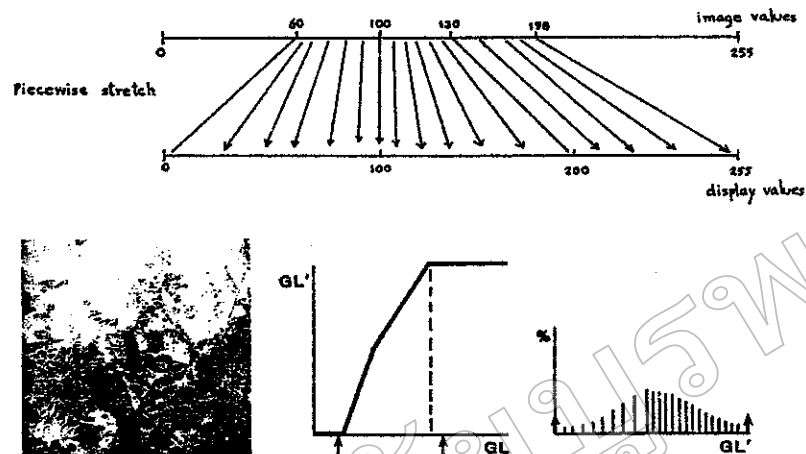 60 100 130 198 image values
0 255
Piecewise stretch
0 100 200 255
display values
GL'
GL
%
GL'